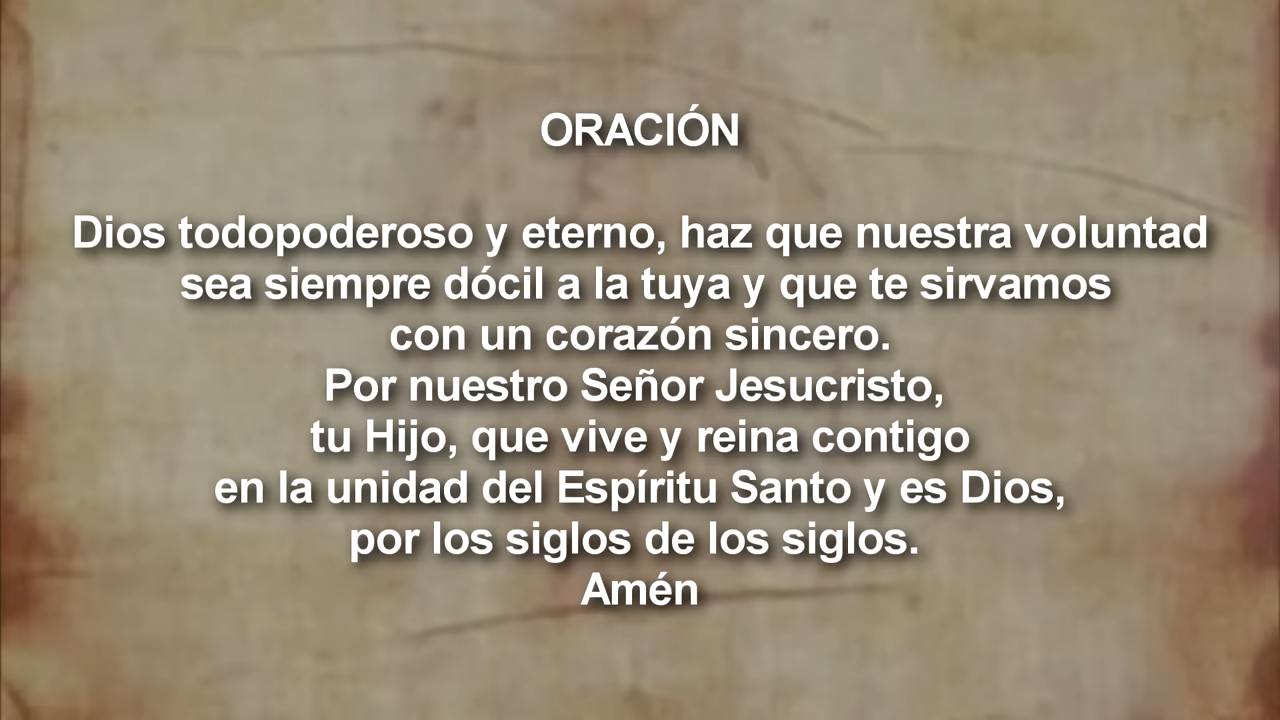 ORACIÓN
Dios todopoderoso y eterno, haz que nuestra voluntad
sea siempre dócil a la tuya y que te sirvamos
con un corazón sincero.
Por nuestro Señor Jesucristo,
tu Hijo, que vive y reina contigo
en la unidad del Espíritu Santo y es Dios,
por los siglos de los siglos.
Amén